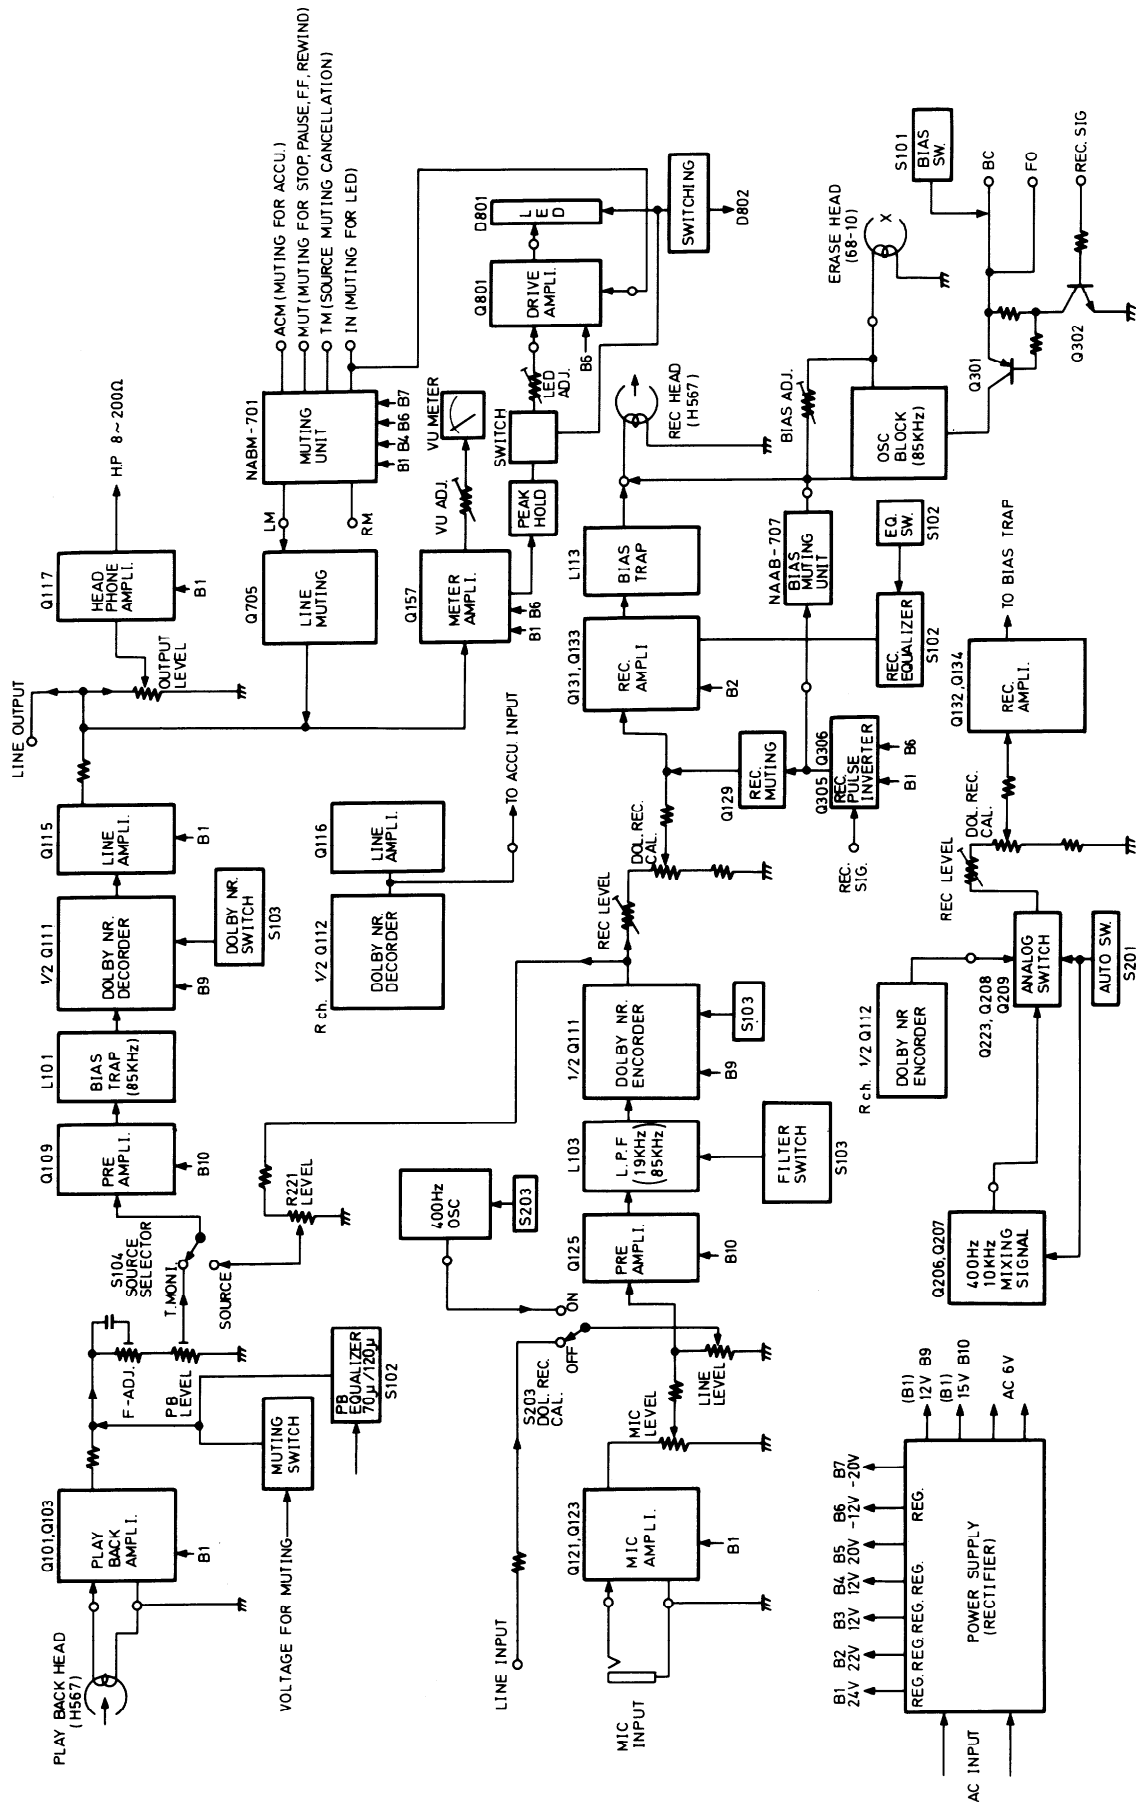 PLAY BACK HEAD
(H567)
Q101,Q103
PLAY
BACK
AMPLI.
B1
F-ADJ.
PB
LEVEL
S104
SOURCE
SELECTOR
T.MONI.
SOURCE
Q109
PRE
AMPLI.
B10
L101
BIAS
TRAP
(85KHz)
1/2 Q111
DOLBY NR.
DECORDER
B9
DOLBY NR.
SWITCH
S103
Q115
LINE
AMPLI.
B1
LINE OUTPUT
OUTPUT
LEVEL
Q117
HEAD
PHONE
AMPLI.
B1
HP 8~200Ω
VOLTAGE FOR MUTING
MUTING
SWITCH
PB
EQUALIZER
70μ/120μ
S102
R221
LEVEL
R ch. 1/2 Q112
DOLBY NR.
DECORDER
Q116
LINE
AMPLI.
TO ACCU. INPUT
Q705
LINE
MUTING
LM
RM
NABM-701
MUTING
UNIT
B1 B4 B6 B7
ACM (MUTING FOR ACCU.)
MUT (MUTING FOR STOP, PAUSE, F.F, REWIND)
TM (SOURCE MUTING CANCELLATION)
IN (MUTING FOR LED)
Q157
METER
AMPLI.
B1 B6
VU ADJ.
VU METER
PEAK
HOLD
SWITCH
LED
ADJ.
Q801
DRIVE
AMPLI.
B6
D801
LED
SWITCHING
D802
LINE INPUT
S203
DOL. REC.
CAL.
OFF
ON
400Hz
OSC
S203
MIC
INPUT
Q121,Q123
MIC
AMPLI.
B1
MIC
LEVEL
LINE
LEVEL
Q125
PRE
AMPLI.
B10
L103
L.P.F
(19KHz)
(85KHz)
FILTER
SWITCH
S103
1/2 Q111
DOLBY NR.
ENCORDER
B9
S103
REC LEVEL
DOL. REC.
CAL.
Q131,Q133
REC.
AMPLI
B2
L113
BIAS
TRAP
REC HEAD
(H567)
Q129
REC.
MUTING
Q305 Q306
REC.
PULSE
INVERTER
REC.
SIG.
B1 B6
NAAB-707
BIAS
MUTING
UNIT
BIAS ADJ.
ERASE HEAD
(68-10)
X
OSC
BLOCK
(85KHz)
REC.
EQUALIZER
S102
EQ.
SW.
S102
S101
BIAS
SW.
BC
FO
REC. SIG
Q301
Q302
AC INPUT
POWER SUPPLY
(RECTIFIER)
B1 B2 B3 B4 B5 B6 B7
24V 22V 12V 12V 20V -12V -20V
REG. REG. REG. REG. REG.
(B1)
12V B9
(B1)
15V B10
AC 6V
Q206,Q207
400Hz
10KHz
MIXING
SIGNAL
R ch. 1/2 Q112
DOLBY NR
ENCORDER
Q223, Q208
Q209
ANALOG
SWITCH
AUTO SW.
S201
REC LEVEL
DOL. REC.
CAL.
Q132,Q134
REC.
AMPLI.
TO BIAS TRAP